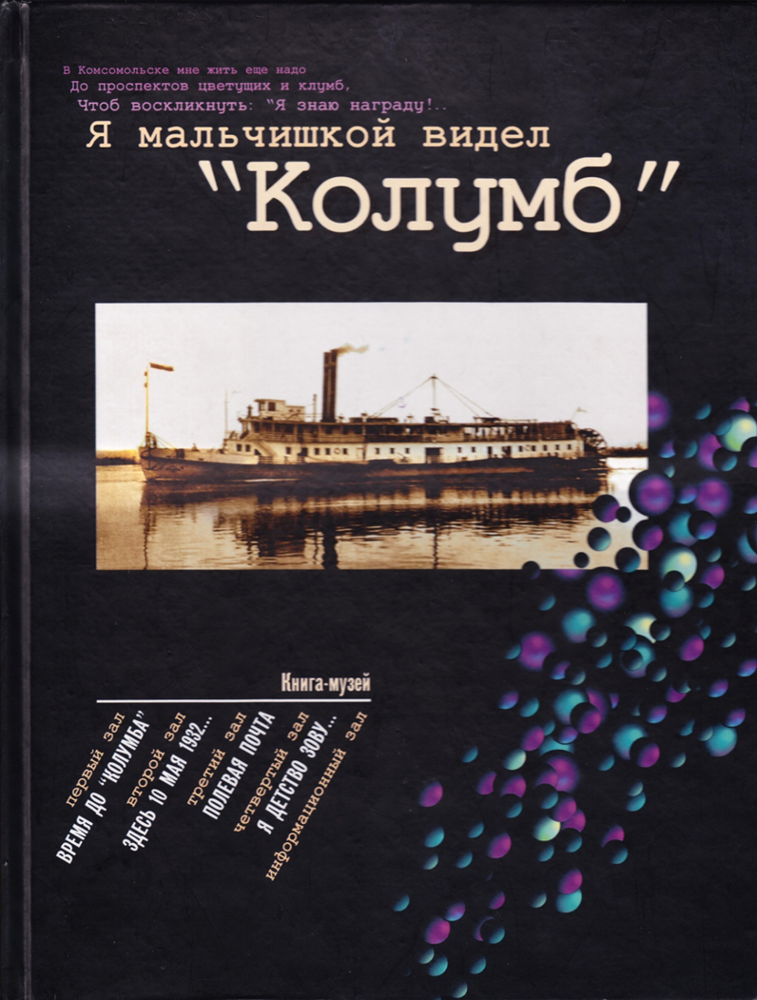 В Комсомольске мне жить еще надо
До проспектов цветущих и клумб,
Чтоб воскликнуть: "Я знаю награду!..
Я мальчишкой видел
"Колумб"
Книга-музей
первый зал
ВРЕМЯ ДО "КОЛУМБА"
второй зал
ЗДЕСЬ 10 МАЯ 1932...
третий зал
ПОЛЕВАЯ ПОЧТА
четвертый зал
Я ДЕТСТВО ЗОВУ...
информационный зал